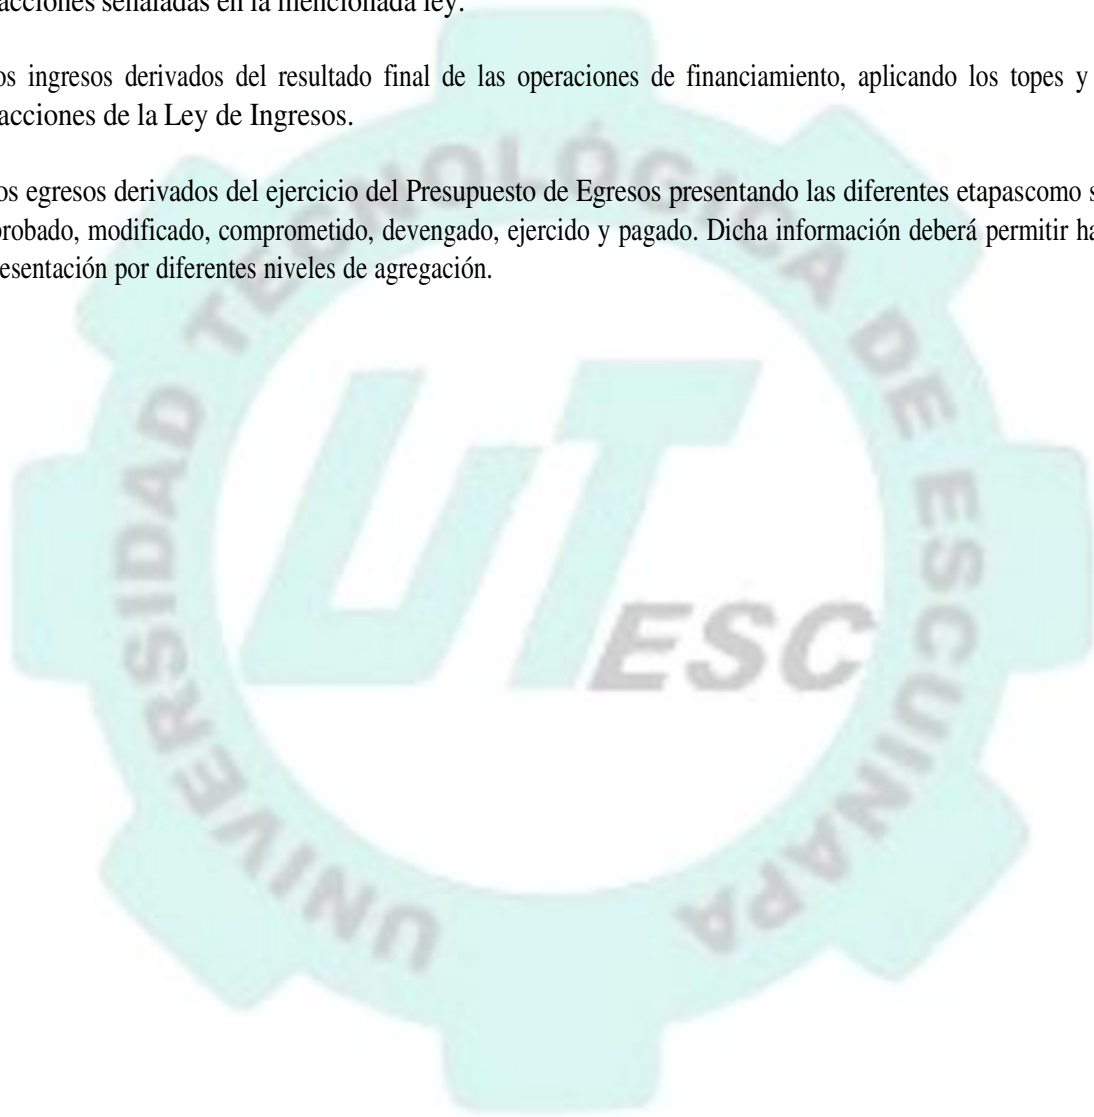 acciones señaladas en la mencionada ley.
os ingresos derivados del resultado final de las operaciones de financiamiento, aplicando los topes y
acciones de la Ley de Ingresos.
os egresos derivados del ejercicio del Presupuesto de Egresos presentando las diferentes etapascomo s
probado, modificado, comprometido, devengado, ejercido y pagado. Dicha información deberá permitir ha
esentación por diferentes niveles de agregación.
UNIVERSIDAD TECNOLÓGICA DE ESCUINAPA
UT
ESC